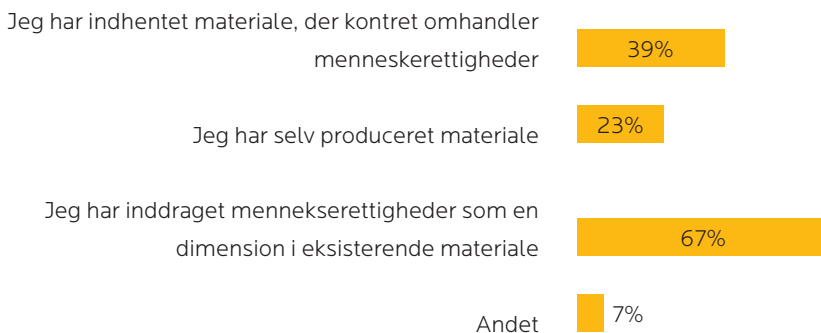 Jeg har indhentet materiale, der kontret omhandler
menneskerettigheder
39%
Jeg har selv produceret materiale
23%
Jeg har inddraget mennekserettigheder som en
dimension i eksisterende materiale
67%
Andet
7%